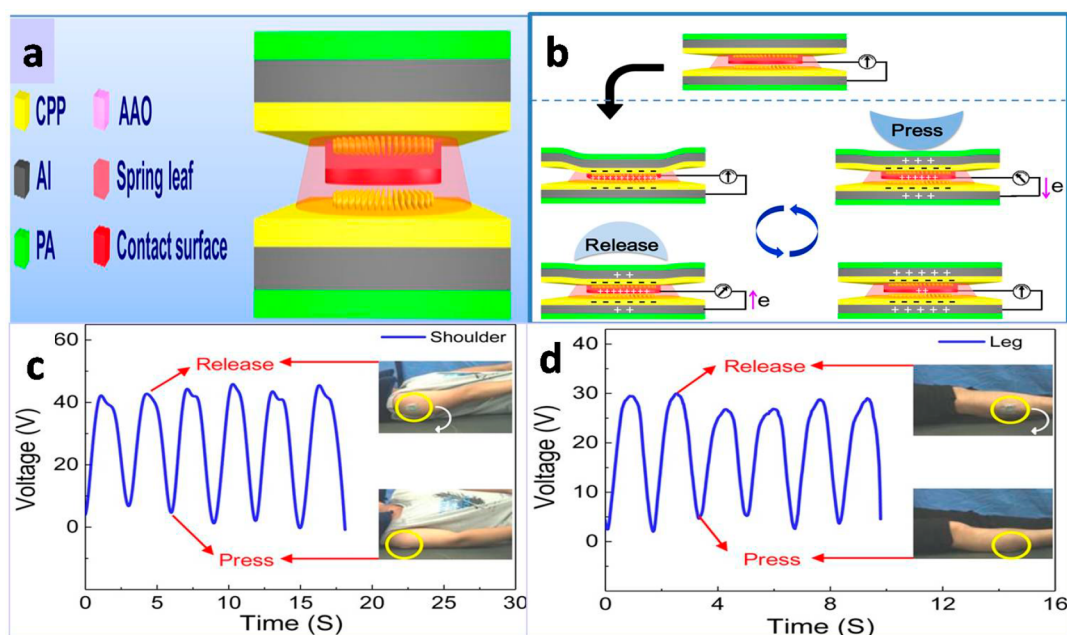 a
CPP
AAO
Al
Spring leaf
PA
Contact surface
b
Press
+ + +
+ + + + +
+ + +
e
Release
+ +
+ + + + + + + +
+ +
e
+ + + + +
+ +
+ + + + +
c
Shoulder
Release
Press
Voltage (V)
60
40
20
0
0 5 10 15 20 25 30
Time (S)
d
Leg
Release
Press
Voltage (V)
40
30
20
10
0
0 4 8 12 16
Time (S)